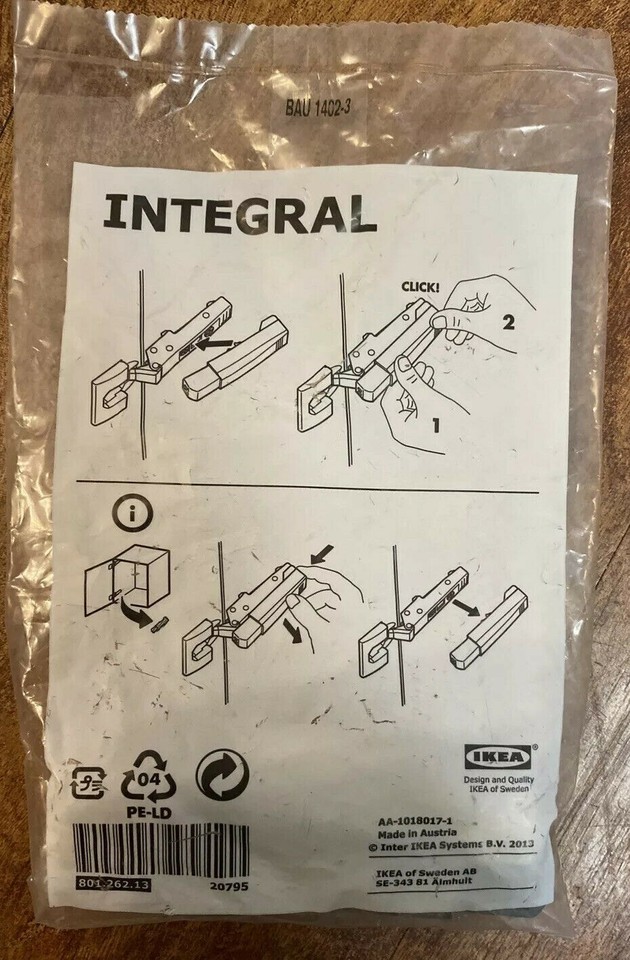 BAU 1402-3
INTEGRAL
CLICK!
2
1
i
04
PE-LD
IKEA®
Design and Quality
IKEA of Sweden
801.262.13
20795
AA-1018017-1
Made in Austria
© Inter IKEA Systems B.V. 2013
IKEA of Sweden AB
SE-343 81 Älmhult